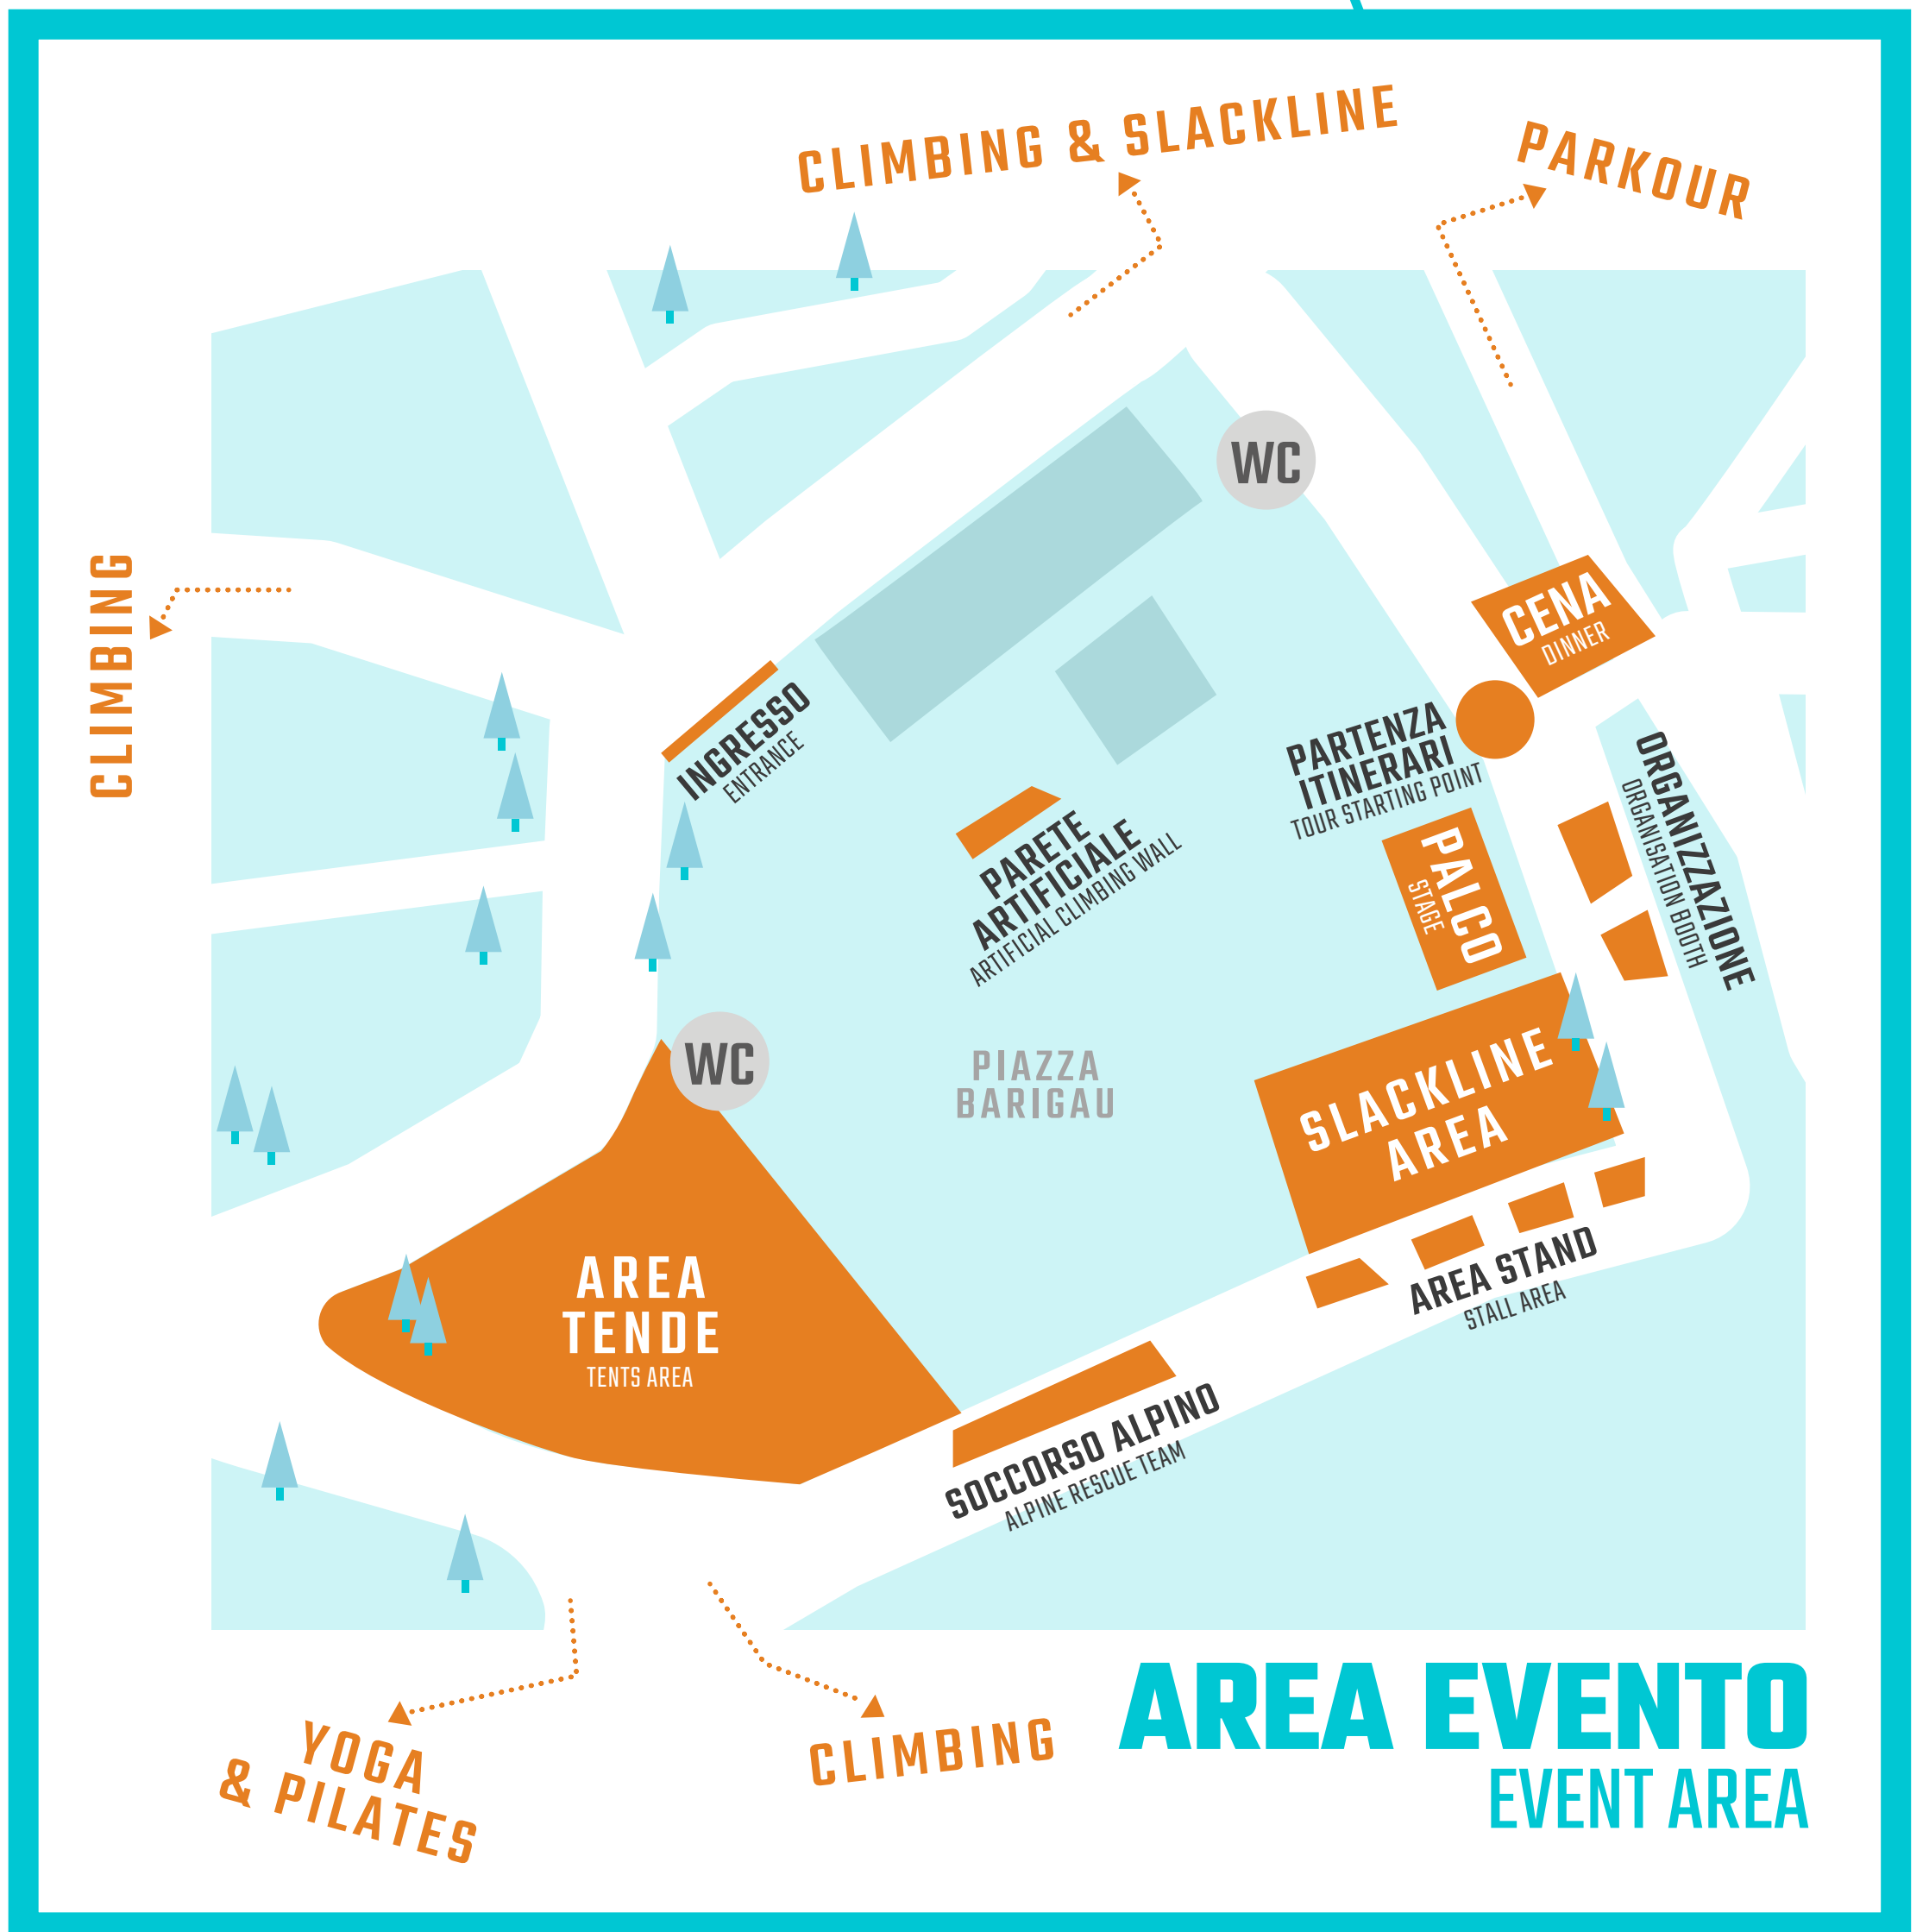 CLIMBING & SLACKLINE
PARKOUR
WC
CLIMBING
CENA
DINNER
INGRESSO
ENTRANCE
PARTENZA
ITINERARI
TOUR STARTING POINT
ORGANIZZAZIONE
ORGANISATION BOOTH
PARETE
ARTIFICIALE
ARTIFICIAL CLIMBING WALL
PALCO
STAGE
WC
PIAZZA
BARIGAU
SLACKLINE
AREA
AREA
TENDE
TENTS AREA
AREA STAND
STALL AREA
SOCCORSO ALPINO
ALPINE RESCUE TEAM
YOGA
& PILATES
CLIMBING
AREA EVENTO
EVENT AREA